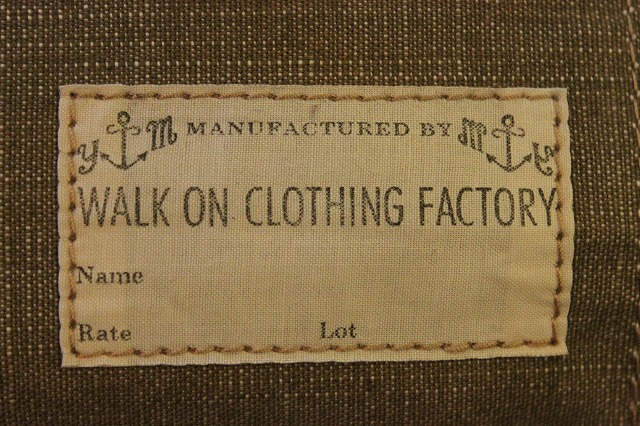 Y M MANUFACTURED BY M Y
WALK ON CLOTHING FACTORY
Name
Rate Lot